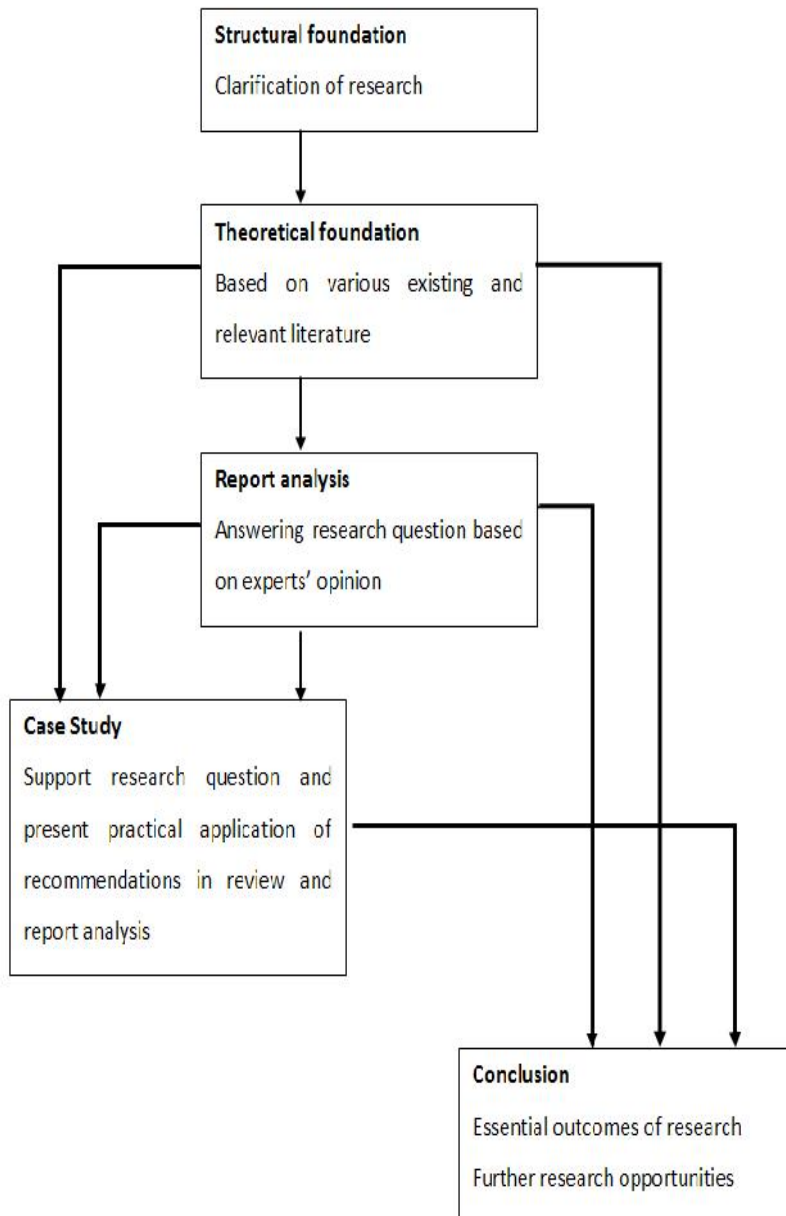 Structural foundation
Clarification of research
Theoretical foundation
Based on various existing and
relevant literature
Report analysis
Answering research question based
on experts’ opinion
Case Study
Support research question and
present practical application of
recommendations in review and
report analysis
Conclusion
Essential outcomes of research
Further research opportunities